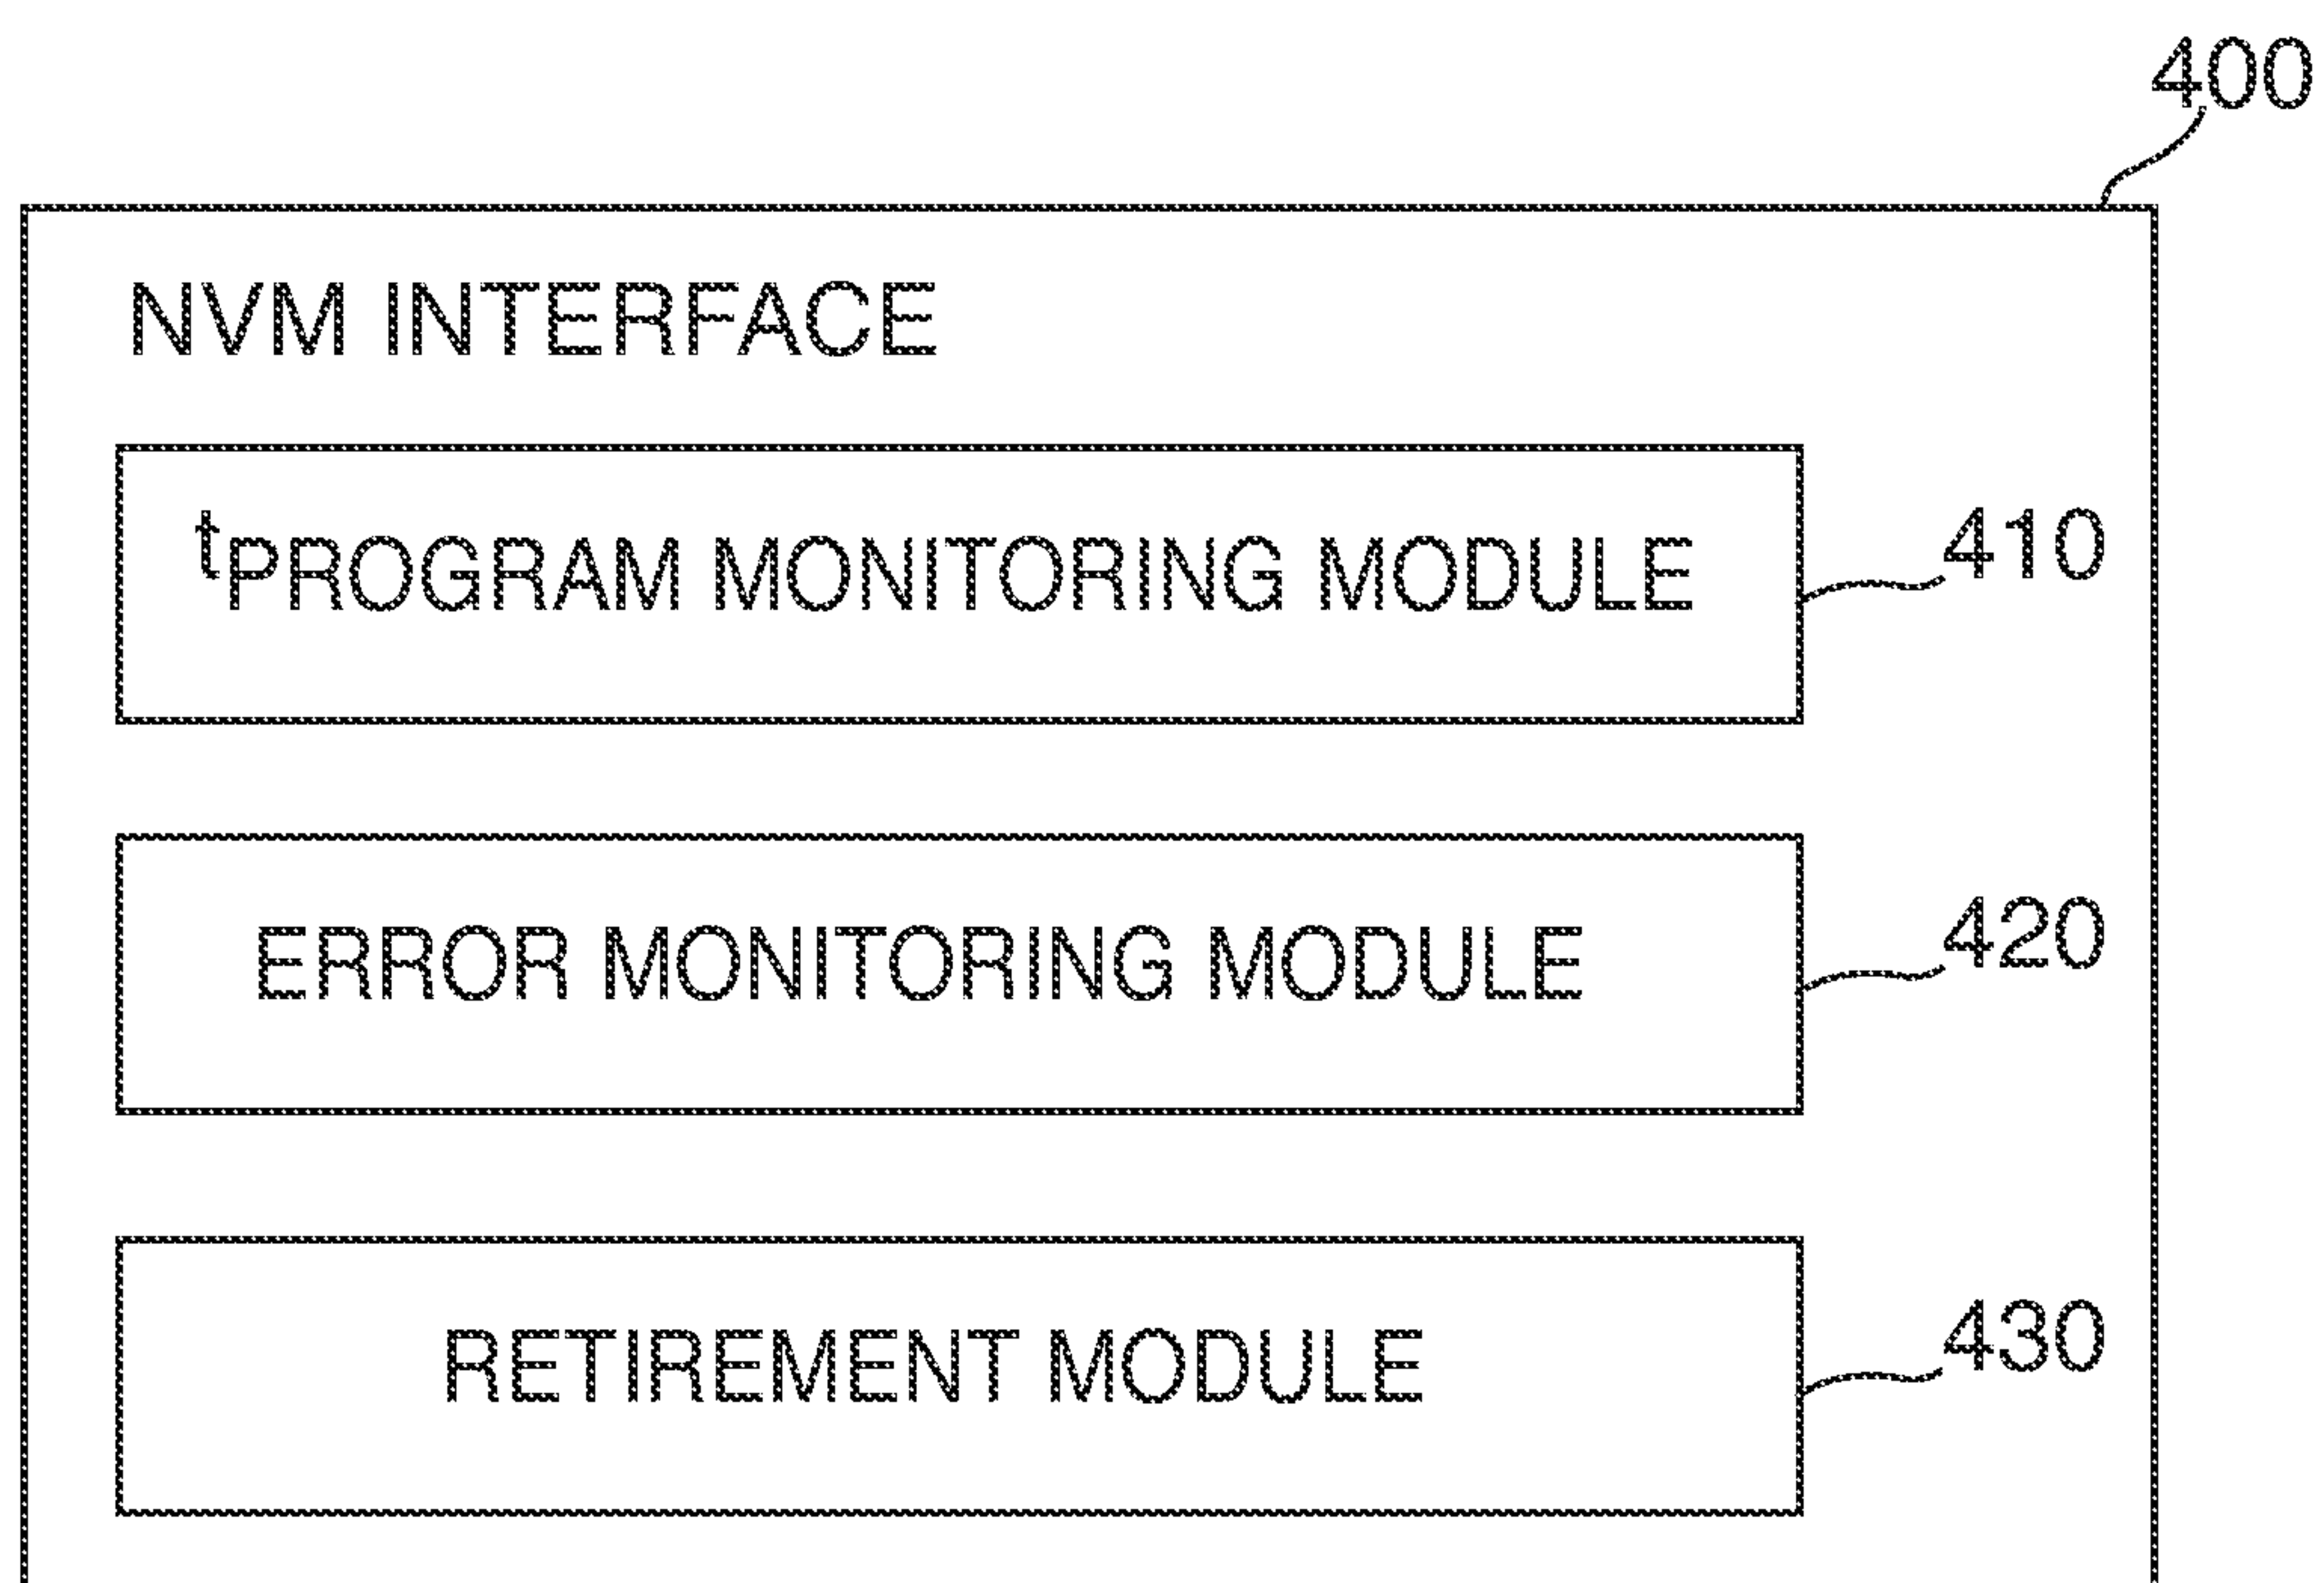 400
NVM INTERFACE
tPROGRAM MONITORING MODULE
410
ERROR MONITORING MODULE
420
RETIREMENT MODULE
430